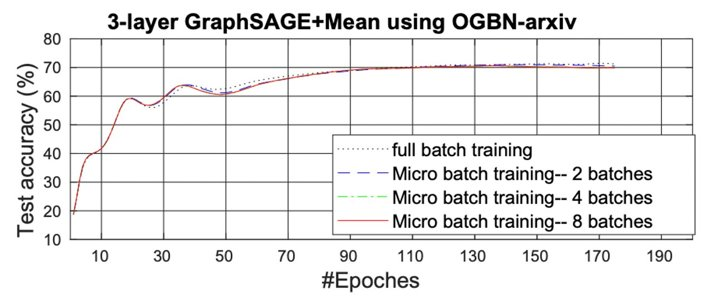 3-layer GraphSAGE+Mean using OGBN-arxiv
80
70
60
50
40
30
20
10
Test accuracy (%)
full batch training
Micro batch training-- 2 batches
Micro batch training-- 4 batches
Micro batch training-- 8 batches
10 30 50 70 90 110 130 150 170 190
#Epoches